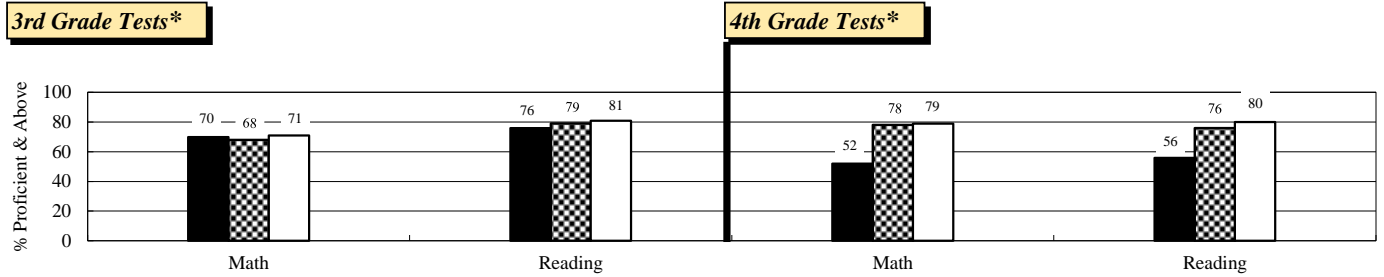 3rd Grade Tests*
4th Grade Tests*
% Proficient & Above
100
80
60
40
20
0
70
68
71
76
79
81
52
78
79
56
76
80
Math
Reading
Math
Reading